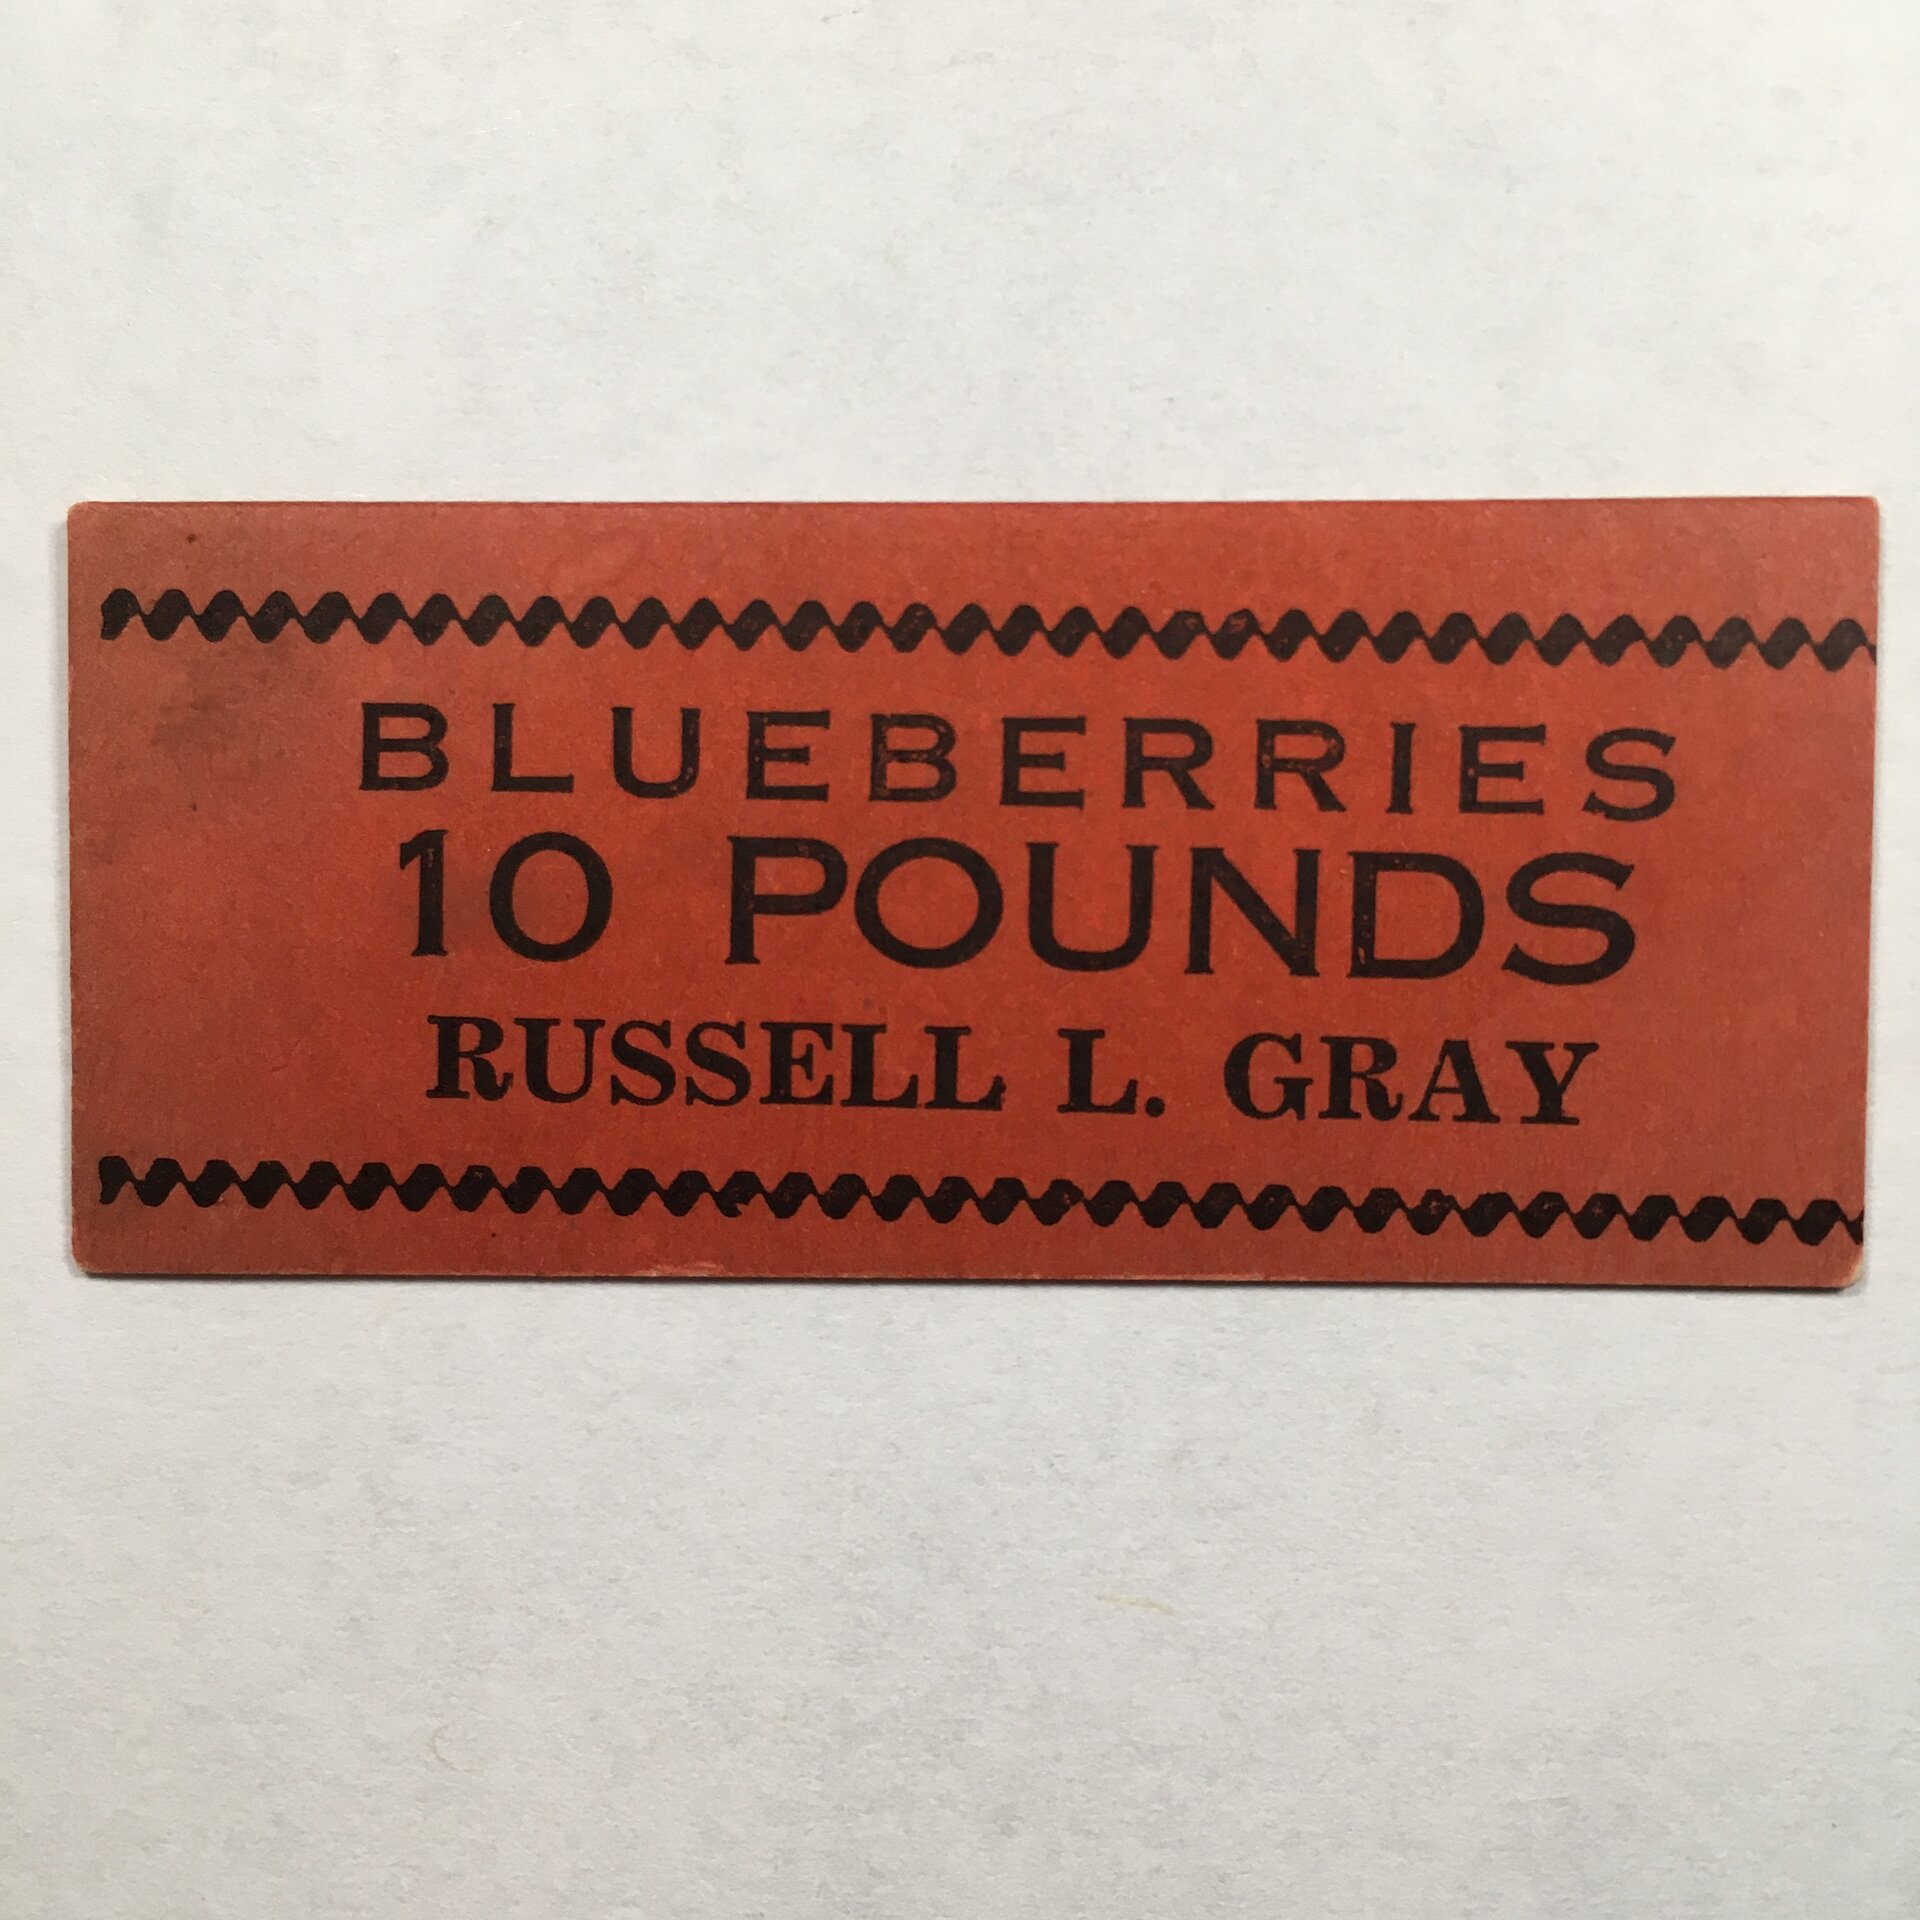 BLUEBERRIES
10 POUNDS
RUSSELL L. GRAY